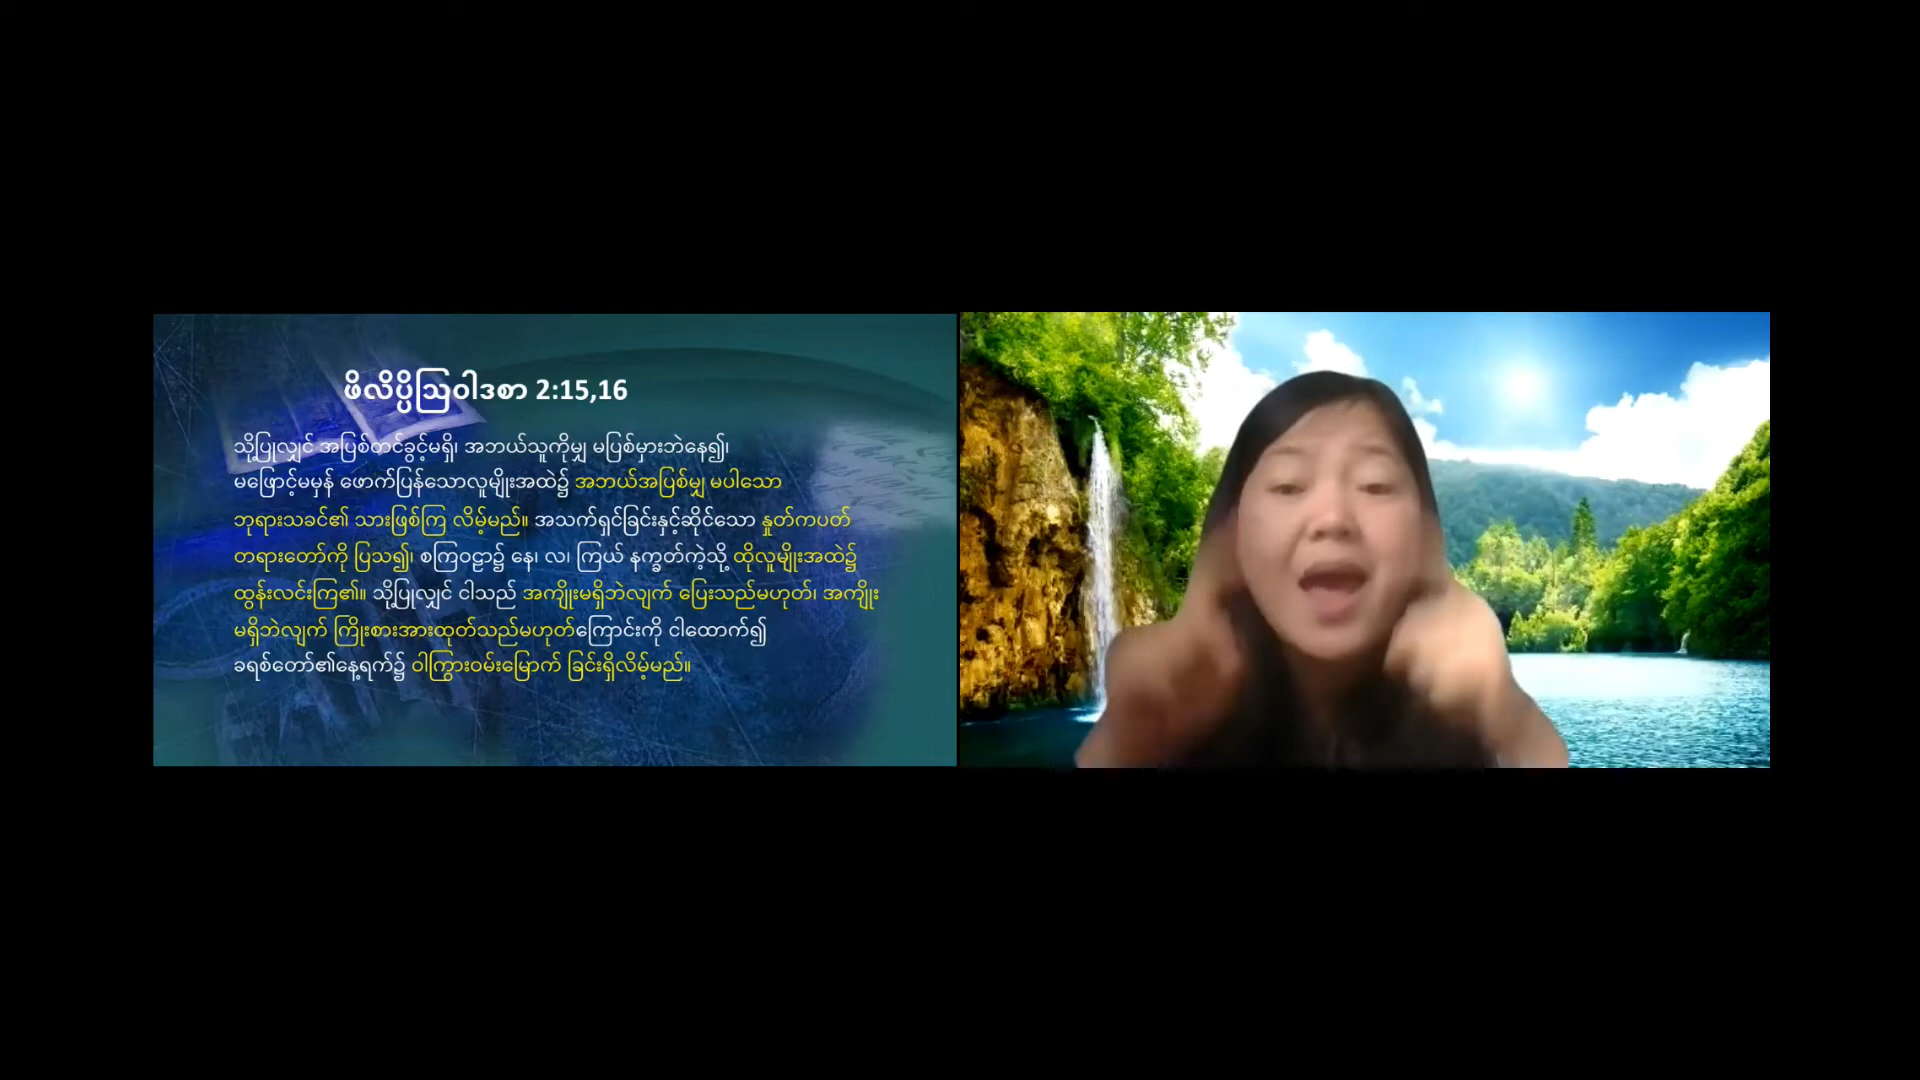 ဖိလိပ္ပိဩဝါဒစာ 2:15,16
သို့ပြုလျှင် အပြစ်တင်ခွင့်မရှိ၊ အဘယ်သူကိုမျှ မပြစ်မှားဘဲနေ၍၊
မဖြောင့်မမှန် ဖောက်ပြန်သောလူမျိုးအထဲ၌ အဘယ်အပြစ်မျှ မပါသော
ဘုရားသခင်၏ သားဖြစ်ကြ လိမ့်မည်။ အသက်ရှင်ခြင်းနှင့်ဆိုင်သော နှုတ်ကပတ်
တရားတော်ကို ပြသ၍၊ စကြဝဠာ၌ နေ၊ လ၊ ကြယ် နက္ခတ်ကဲ့သို့ ထိုလူမျိုးအထဲ၌
ထွန်းလင်းကြ၏။ သို့ပြုလျှင် ငါသည် အကျိုးမရှိဘဲလျက် ပြေးသည်မဟုတ်၊ အကျိုး
မရှိဘဲလျက် ကြိုးစားအားထုတ်သည်မဟုတ်ကြောင်းကို ငါထောက်၍
ခရစ်တော်၏နေ့ရက်၌ ဝါကြွားဝမ်းမြောက် ခြင်းရှိလိမ့်မည်။